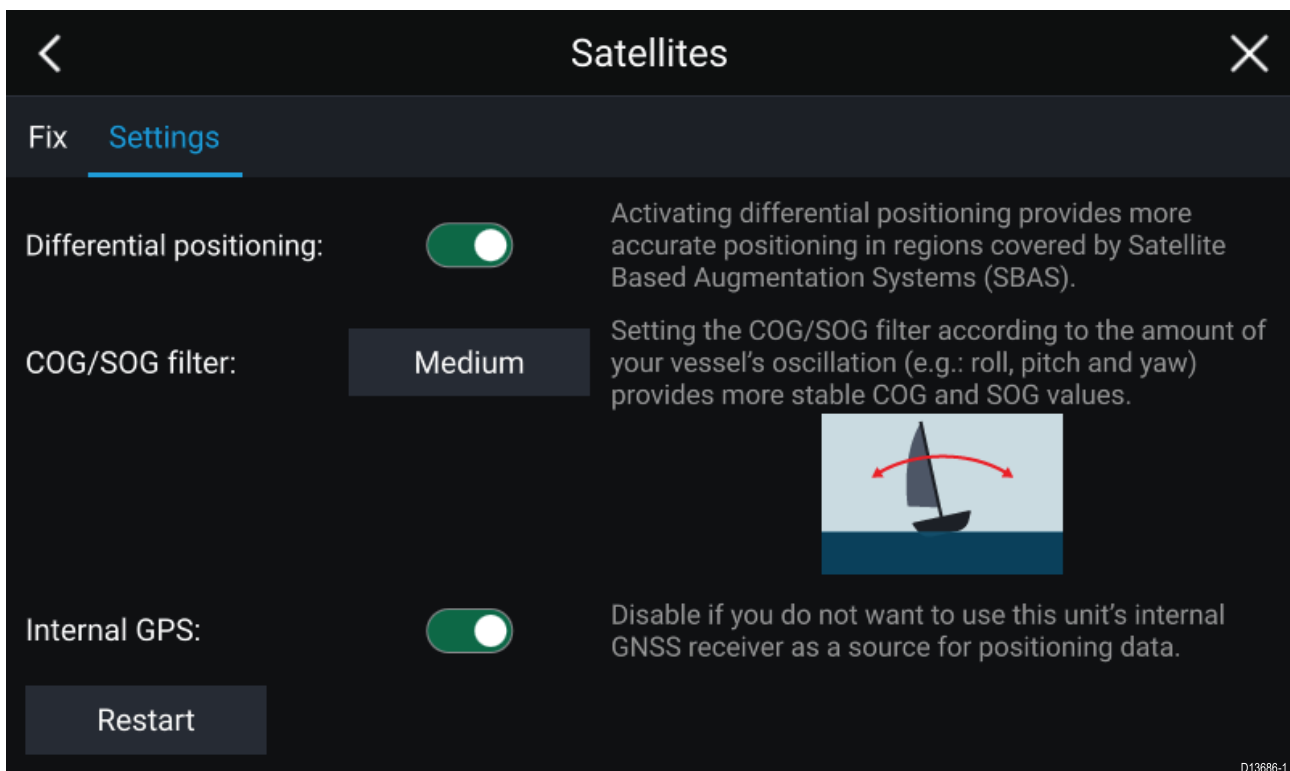 Satellites
Fix Settings
Differential positioning:
Activating differential positioning provides more
accurate positioning in regions covered by Satellite
Based Augmentation Systems (SBAS).
COG/SOG filter:
Medium
Setting the COG/SOG filter according to the amount of
your vessel's oscillation (e.g.: roll, pitch and yaw)
provides more stable COG and SOG values.
Internal GPS:
Disable if you do not want to use this unit's internal
GNSS receiver as a source for positioning data.
Restart
D13686-1